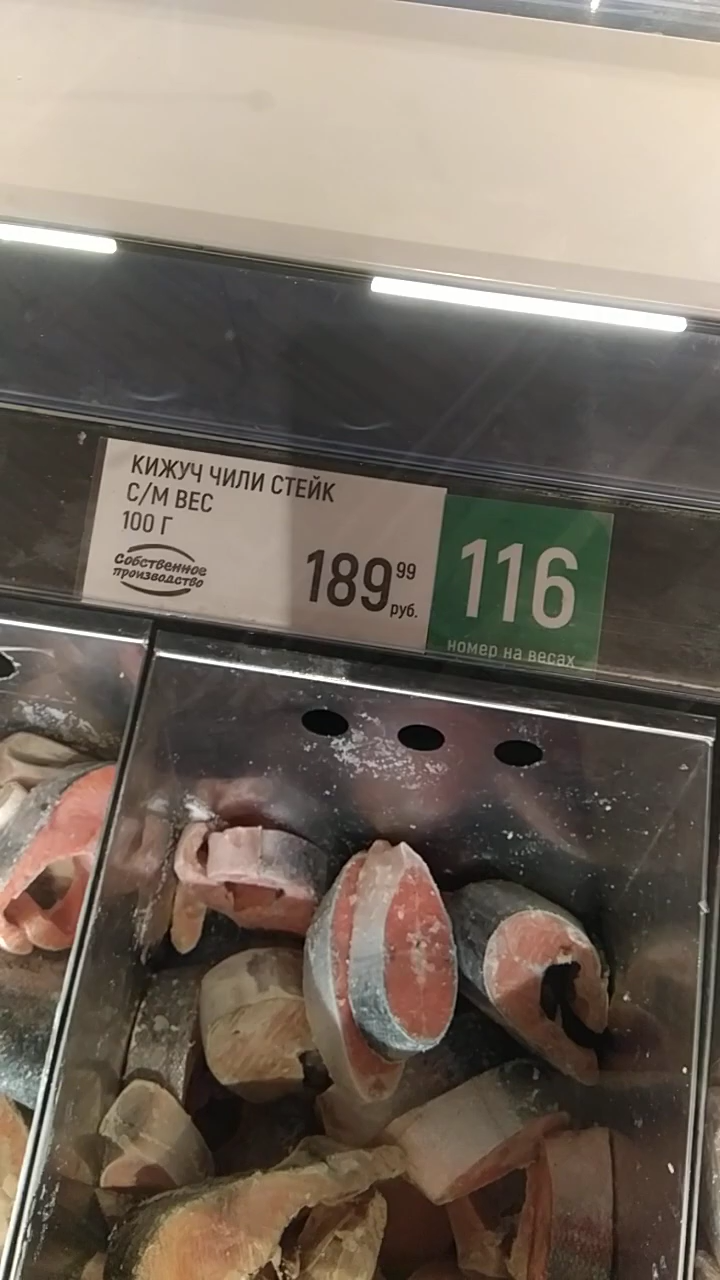 КИЖУЧ ЧИЛИ СТЕЙК
С/М ВЕС
100 Г
Собственное
производство
189 99
руб.
116
номер на весах